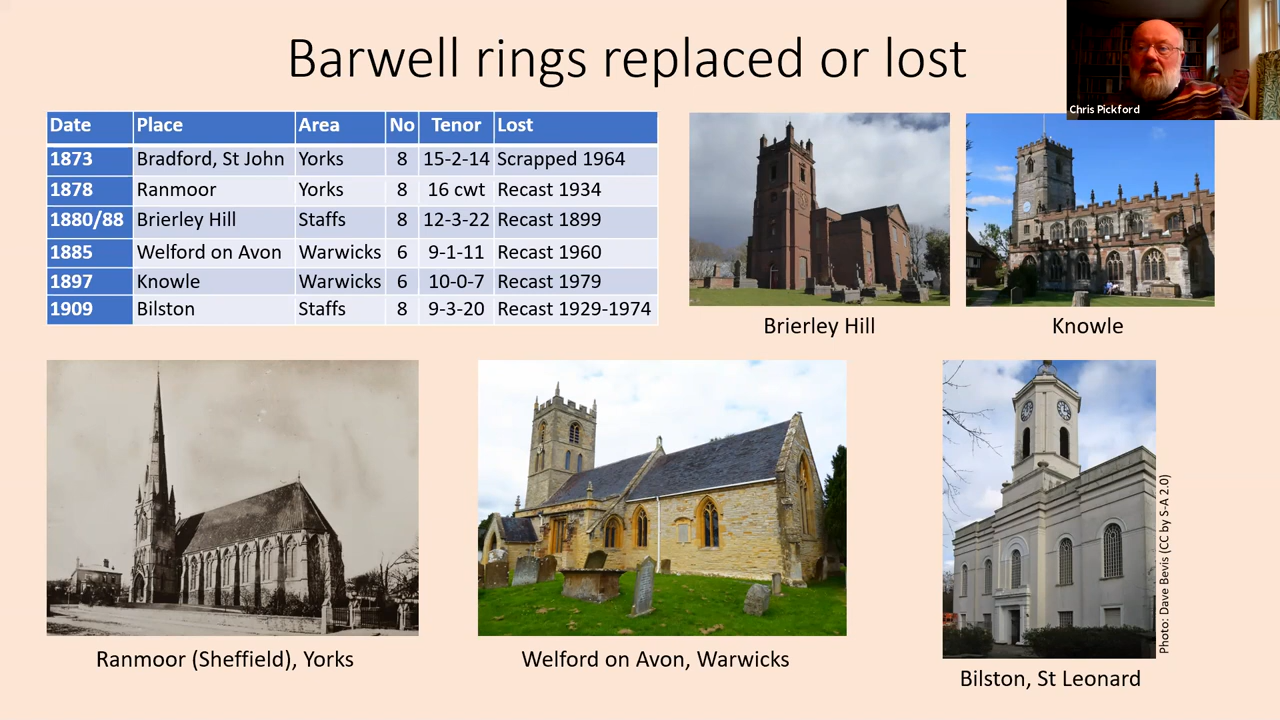 Barwell rings replaced or lost
Chris Pickford
Date Place Area No Tenor Lost
1873 Bradford, St John Yorks 8 15-2-14 Scrapped 1964
1878 Ranmoor Yorks 8 16 cwt Recast 1934
1880/88 Brierley Hill Staffs 8 12-3-22 Recast 1899
1885 Welford on Avon Warwicks 6 9-1-11 Recast 1960
1897 Knowle Warwicks 6 10-0-7 Recast 1979
1909 Bilston Staffs 8 9-3-20 Recast 1929-1974
Brierley Hill
Knowle
Ranmoor (Sheffield), Yorks
Welford on Avon, Warwicks
Photo: Dave Bevis (CC by S-A 2.0)
Bilston, St Leonard